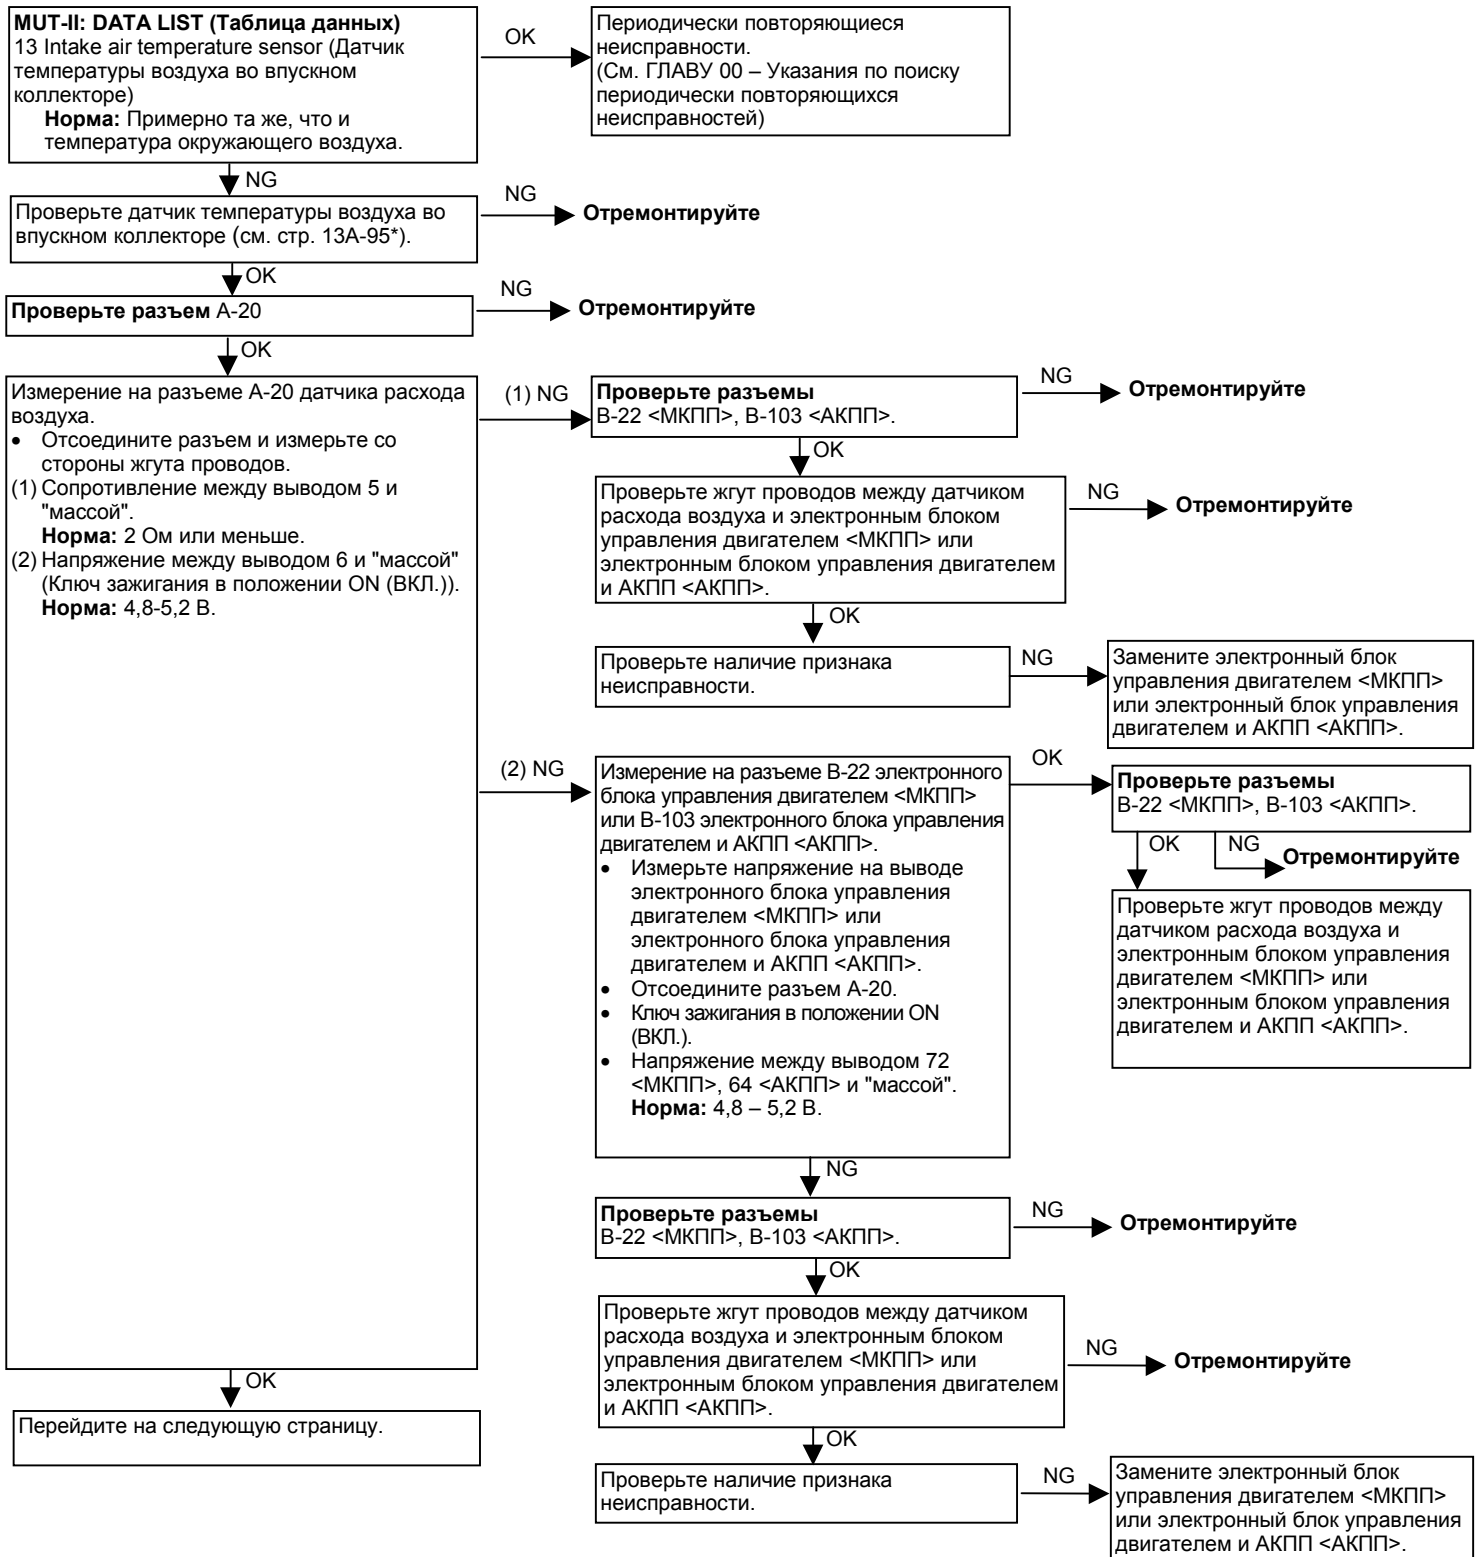 MUT-II: DATA LIST (Таблица данных)
13 Intake air temperature sensor (Датчик
температуры воздуха во впускном
коллекторе)
Норма: Примерно та же, что и
температура окружающего воздуха.
OK
Периодически повторяющиеся
неисправности.
(См. ГЛАВУ 00 – Указания по поиску
периодически повторяющихся
неисправностей)
NG
Проверьте датчик температуры воздуха во
впускном коллекторе (см. стр. 13A-95*).
NG
Отремонтируйте
OK
Проверьте разъем A-20
NG
Отремонтируйте
OK
Измерение на разъеме A-20 датчика расхода
воздуха.
• Отсоедините разъем и измерьте со
стороны жгута проводов.
(1) Сопротивление между выводом 5 и
"массой".
Норма: 2 Ом или меньше.
(2) Напряжение между выводом 6 и "массой"
(Ключ зажигания в положении ON (ВКЛ.)).
Норма: 4,8-5,2 В.
(1) NG
Проверьте разъемы
B-22 <МКПП>, B-103 <АКПП>.
NG
Отремонтируйте
OK
Проверьте жгут проводов между датчиком
расхода воздуха и электронным блоком
управления двигателем <МКПП> или
электронным блоком управления двигателем
и АКПП <АКПП>.
NG
Отремонтируйте
OK
Проверьте наличие признака
неисправности.
NG
Замените электронный блок
управления двигателем <МКПП>
или электронный блок управления
двигателем и АКПП <АКПП>.
(2) NG
Измерение на разъеме B-22 электронного
блока управления двигателем <МКПП>
или B-103 электронного блока управления
двигателем и АКПП <АКПП>.
• Измерьте напряжение на выводе
электронного блока управления
двигателем <МКПП> или
электронного блока управления
двигателем и АКПП <АКПП>.
• Отсоедините разъем A-20.
• Ключ зажигания в положении ON
(ВКЛ.).
• Напряжение между выводом 72
<МКПП>, 64 <АКПП> и "массой".
Норма: 4,8 – 5,2 В.
OK
Проверьте разъемы
B-22 <МКПП>, B-103 <АКПП>.
OK
NG
Отремонтируйте
Проверьте жгут проводов между
датчиком расхода воздуха и
электронным блоком управления
двигателем <МКПП> или
электронным блоком управления
двигателем и АКПП <АКПП>.
NG
Проверьте разъемы
B-22 <МКПП>, B-103 <АКПП>.
NG
Отремонтируйте
OK
Проверьте жгут проводов между датчиком
расхода воздуха и электронным блоком
управления двигателем <МКПП> или
электронным блоком управления двигателем
и АКПП <АКПП>.
NG
Отремонтируйте
OK
Перейдите на следующую страницу.
OK
Проверьте наличие признака
неисправности.
NG
Замените электронный блок
управления двигателем <МКПП>
или электронный блок управления
двигателем и АКПП <АКПП>.